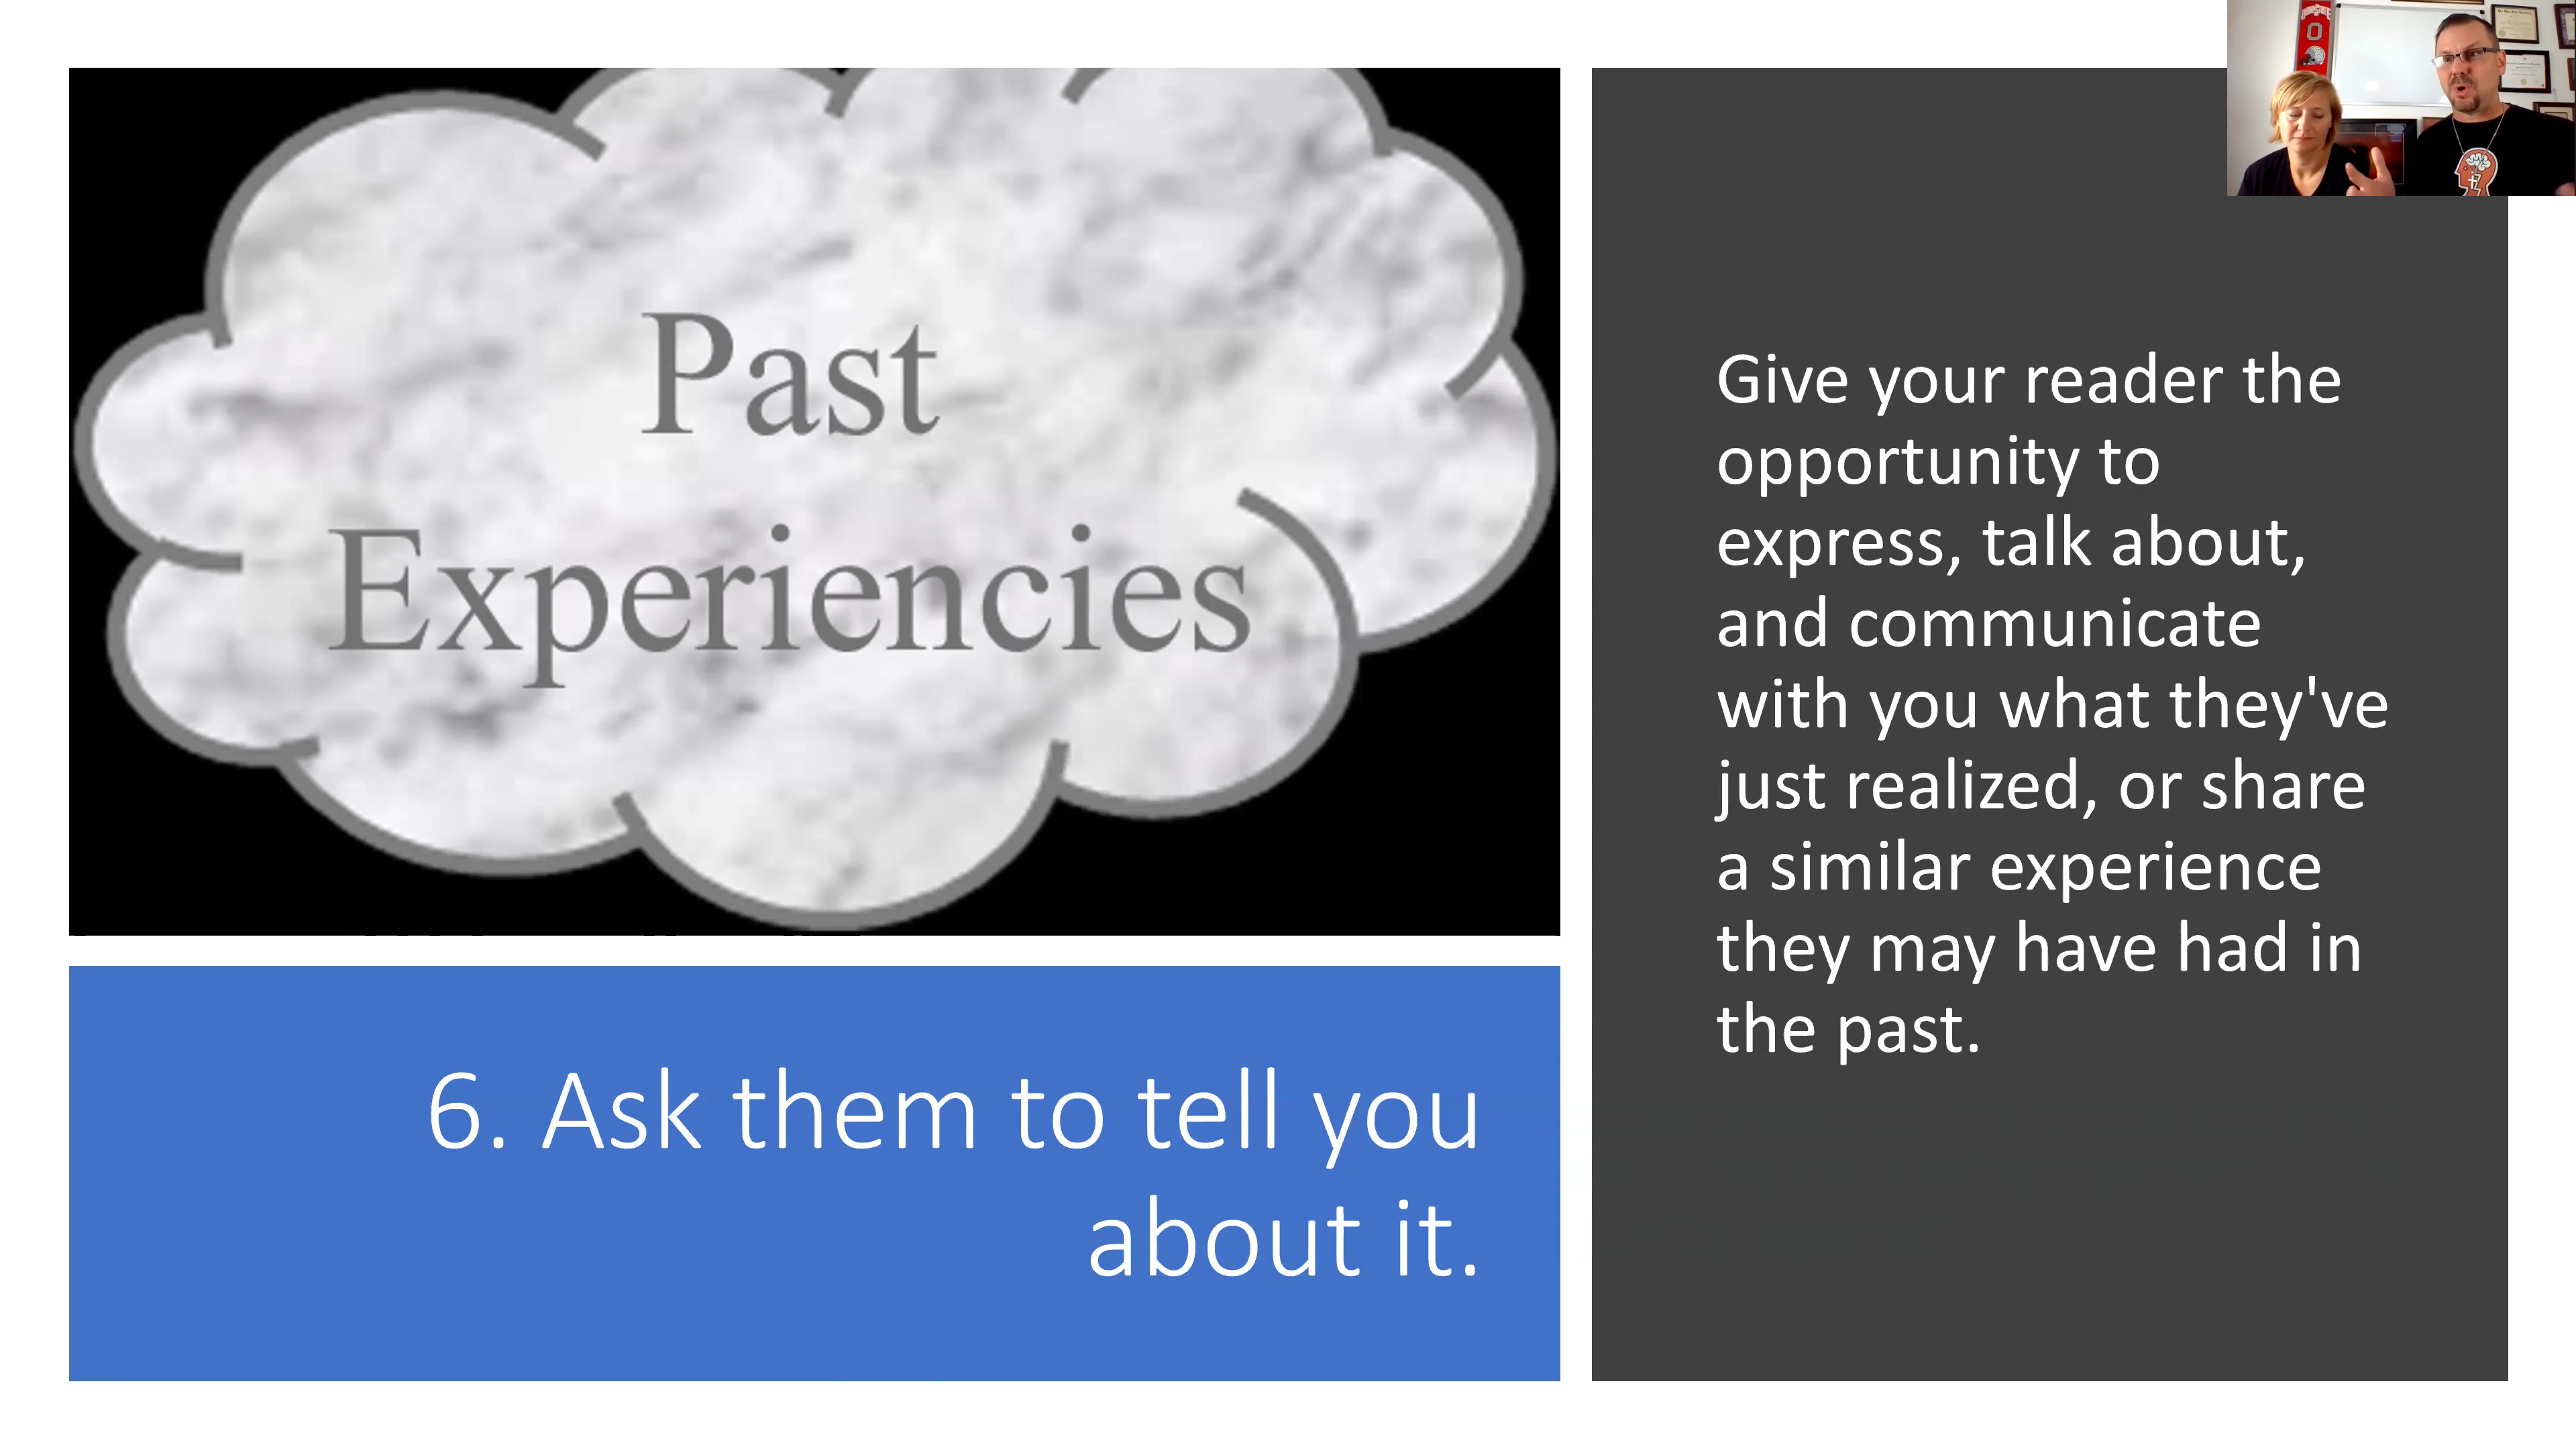 Past
Experiencies
6. Ask them to tell you
about it.
Give your reader the
opportunity to
express, talk about,
and communicate
with you what they've
just realized, or share
a similar experience
they may have had in
the past.
O